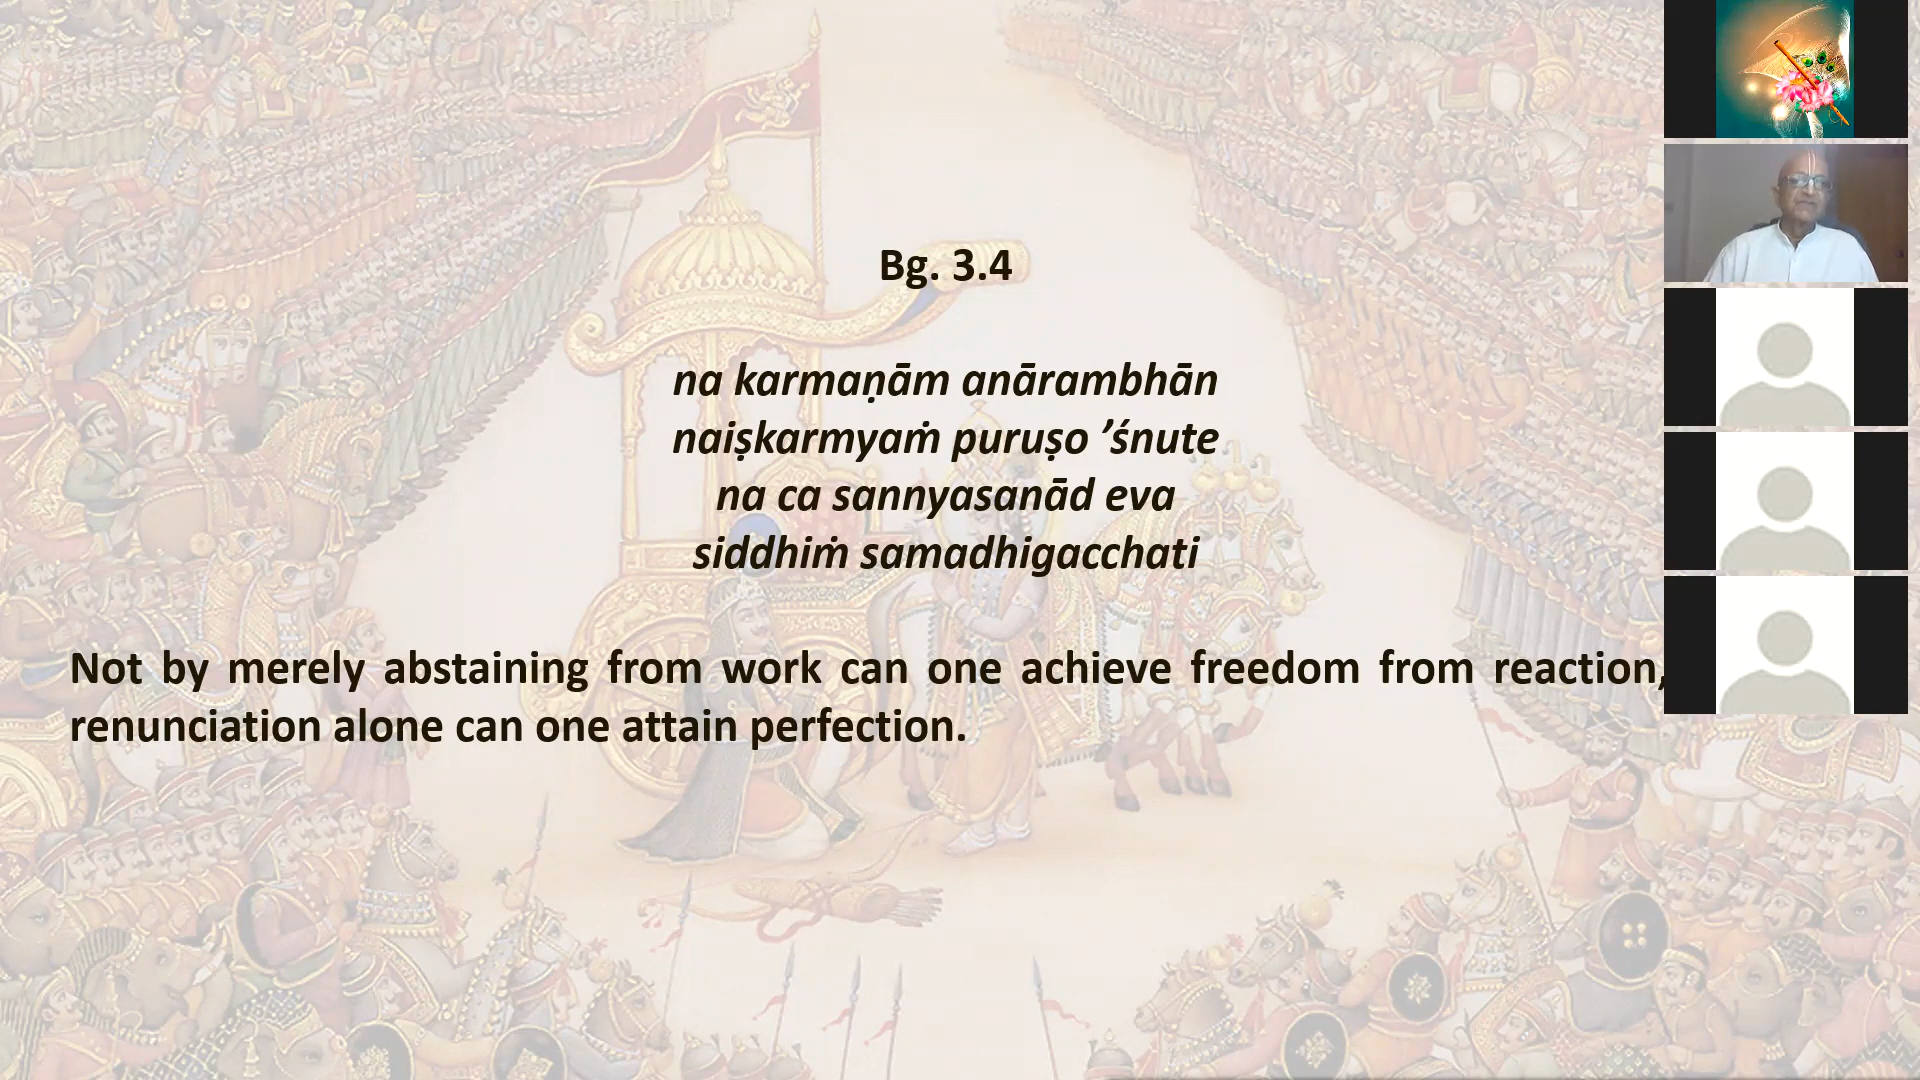 Bg. 3.4
na karmaṇām anārambhān
naiṣkarmyaṁ puruṣo ’śnute
na ca sannyasanād eva
siddhiṁ samadhigacchati
Not by merely abstaining from work can one achieve freedom from reaction,
renunciation alone can one attain perfection.